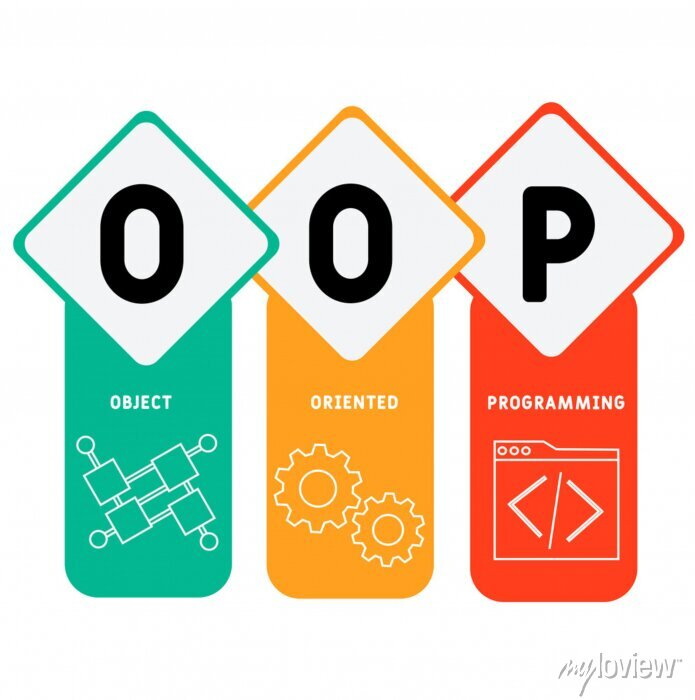 O O P
OBJECT ORIENTED PROGRAMMING
</>
myloview